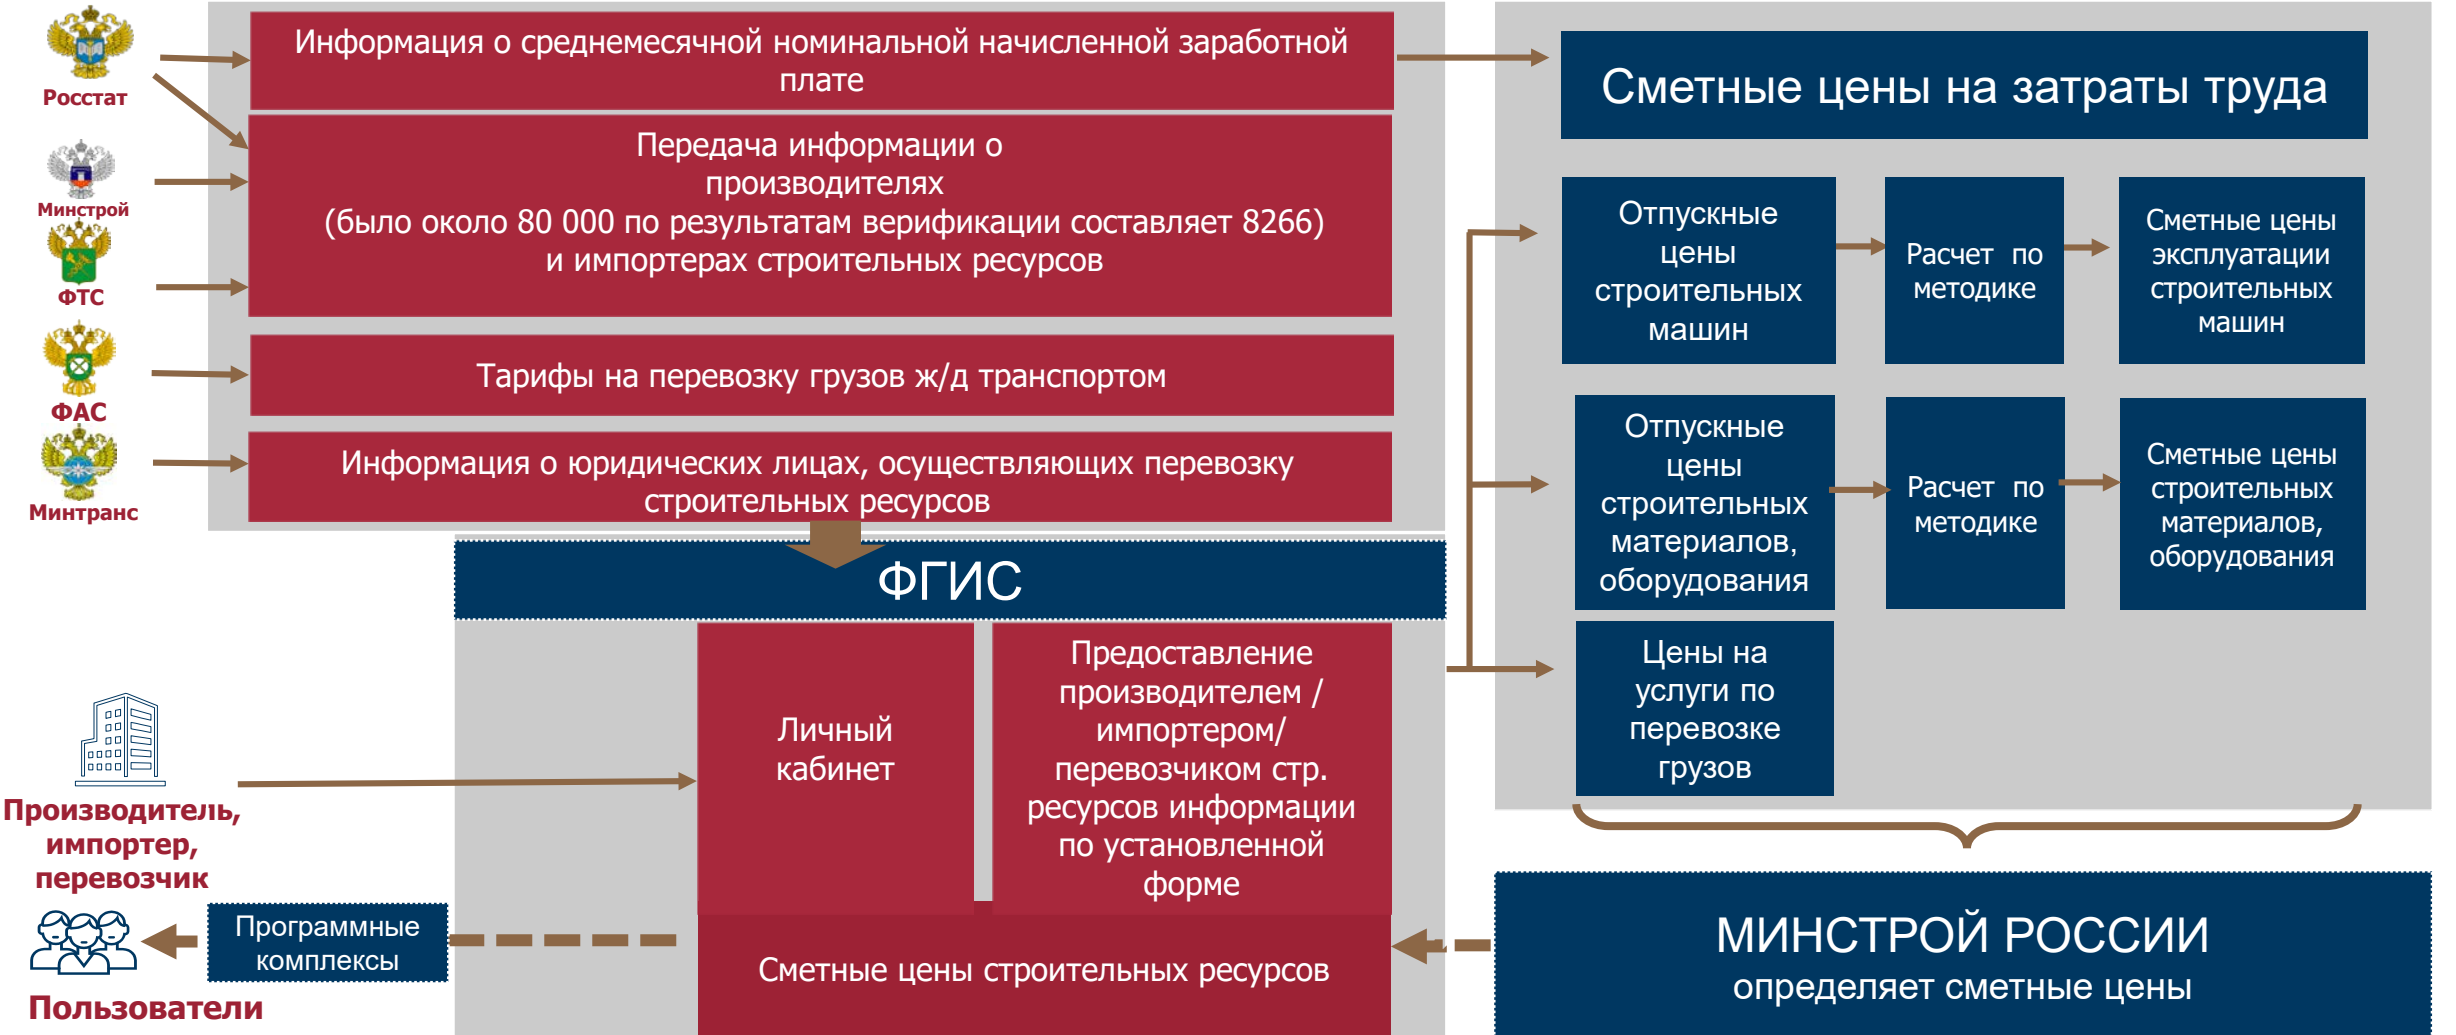 Росстат
Минстрой
ФТС
ФАС
Минтранс
Информация о среднемесячной номинальной начисленной заработной
плате
Передача информации о
производителях
(было около 80 000 по результатам верификации составляет 8266)
и импортерах строительных ресурсов
Тарифы на перевозку грузов ж/д транспортом
Информация о юридических лицах, осуществляющих перевозку
строительных ресурсов
ФГИС
Личный
кабинет
Предоставление
производителем /
импортером/
перевозчиком стр.
ресурсов информации
по установленной
форме
Сметные цены строительных ресурсов
Производитель,
импортер,
перевозчик
Программные
комплексы
Пользователи
Сметные цены на затраты труда
Отпускные
цены
строительных
машин
Расчет по
методике
Сметные цены
эксплуатации
строительных
машин
Отпускные
цены
строительных
материалов,
оборудования
Расчет по
методике
Сметные цены
строительных
материалов,
оборудования
Цены на
услуги по
перевозке
грузов
МИНСТРОЙ РОССИИ
определяет сметные цены